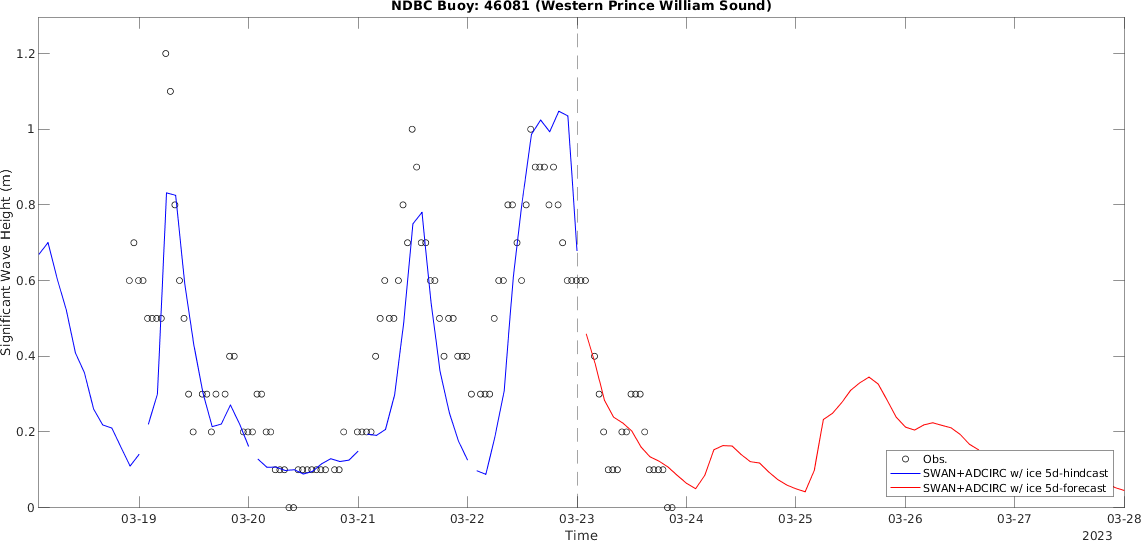 NDBC Buoy: 46081 (Western Prince William Sound)
Significant Wave Height (m)
1.2
1
0.8
0.6
0.4
0.2
0
Obs.
SWAN+ADCIRC w/ ice 5d-hindcast
SWAN+ADCIRC w/ ice 5d-forecast
03-19 03-20 03-21 03-22 03-23 03-24 03-25 03-26 03-27 03-28
Time
2023